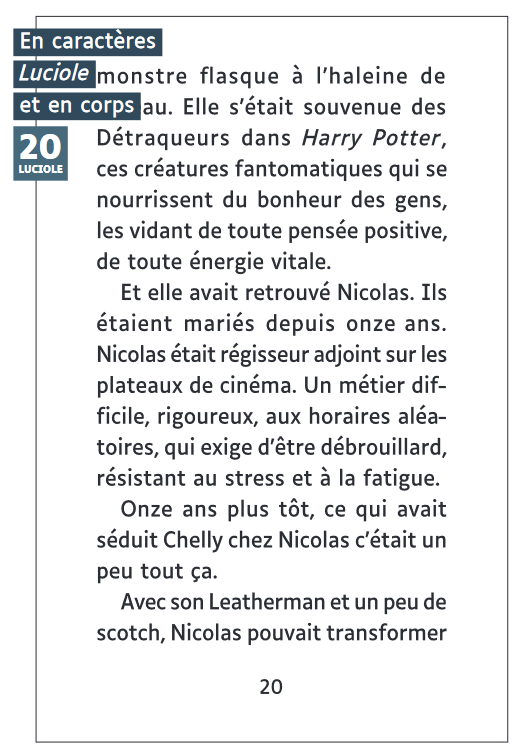 En caractères
Luciole
et en corps
20
LUCIOLE
monstre flasque à l'haleine de
au. Elle s'était souvenue des
Détraqueurs dans Harry Potter,
ces créatures fantomatiques qui se
nourrissent du bonheur des gens,
les vidant de toute pensée positive,
de toute énergie vitale.
Et elle avait retrouvé Nicolas. Ils
étaient mariés depuis onze ans.
Nicolas était régisseur adjoint sur les
plateaux de cinéma. Un métier dif-
ficile, rigoureux, aux horaires aléa-
toires, qui exige d'être débrouillard,
résistant au stress et à la fatigue.
Onze ans plus tôt, ce qui avait
séduit Chelly chez Nicolas c'était un
peu tout ça.
Avec son Leatherman et un peu de
scotch, Nicolas pouvait transformer
20